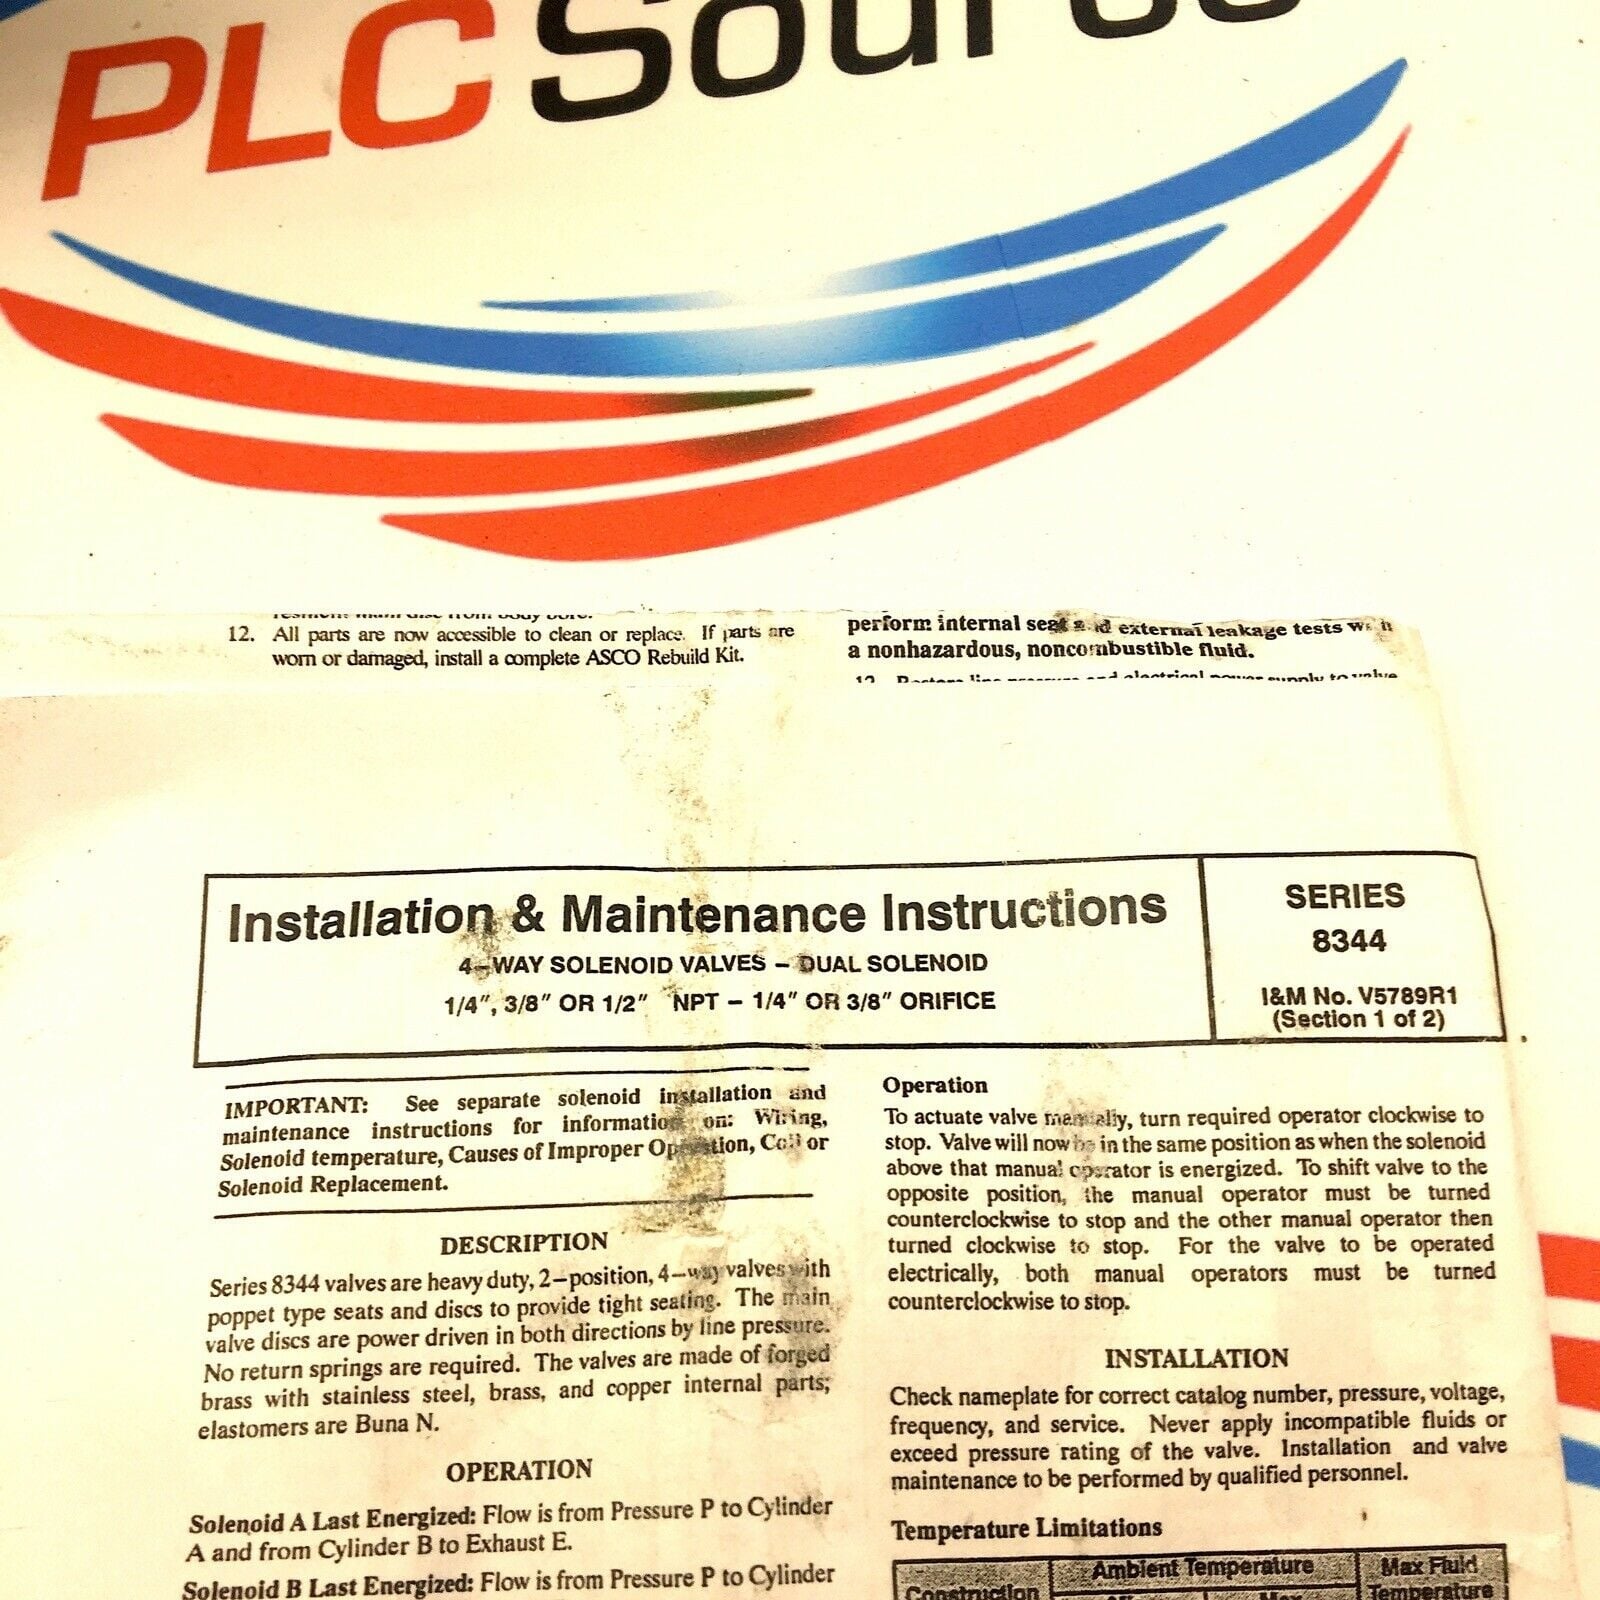 PLC Source
12. All parts are now accessible to clean or replace. If parts are
worn or damaged, install a complete ASCO Rebuild Kit.
perform internal seat and external leakage tests with
a nonhazardous, noncombustible fluid.
Installation & Maintenance Instructions
4-WAY SOLENOID VALVES – DUAL SOLENOID
1/4", 3/8" OR 1/2" NPT – 1/4" OR 3/8" ORIFICE
SERIES
8344
I&M No. V5789R1
(Section 1 of 2)
IMPORTANT: See separate solenoid installation and
maintenance instructions for information on: Wiring,
Solenoid temperature, Causes of Improper Operation, Coil or
Solenoid Replacement.
DESCRIPTION
Series 8344 valves are heavy duty, 2–position, 4–way valves with
poppet type seats and discs to provide tight seating. The main
valve discs are power driven in both directions by line pressure.
No return springs are required. The valves are made of forged
brass with stainless steel, brass, and copper internal parts;
elastomers are Buna N.
OPERATION
Solenoid A Last Energized: Flow is from Pressure P to Cylinder
A and from Cylinder B to Exhaust E.
Solenoid B Last Energized: Flow is from Pressure P to Cylinder
Operation
To actuate valve manually, turn required operator clockwise to
stop. Valve will now be in the same position as when the solenoid
above that manual operator is energized. To shift valve to the
opposite position, the manual operator must be turned
counterclockwise to stop and the other manual operator then
turned clockwise to stop. For the valve to be operated
electrically, both manual operators must be turned
counterclockwise to stop.
INSTALLATION
Check nameplate for correct catalog number, pressure, voltage,
frequency, and service. Never apply incompatible fluids or
exceed pressure rating of the valve. Installation and valve
maintenance to be performed by qualified personnel.
Temperature Limitations
Construction
Ambient Temperature
Max
Max Fluid
Temperature